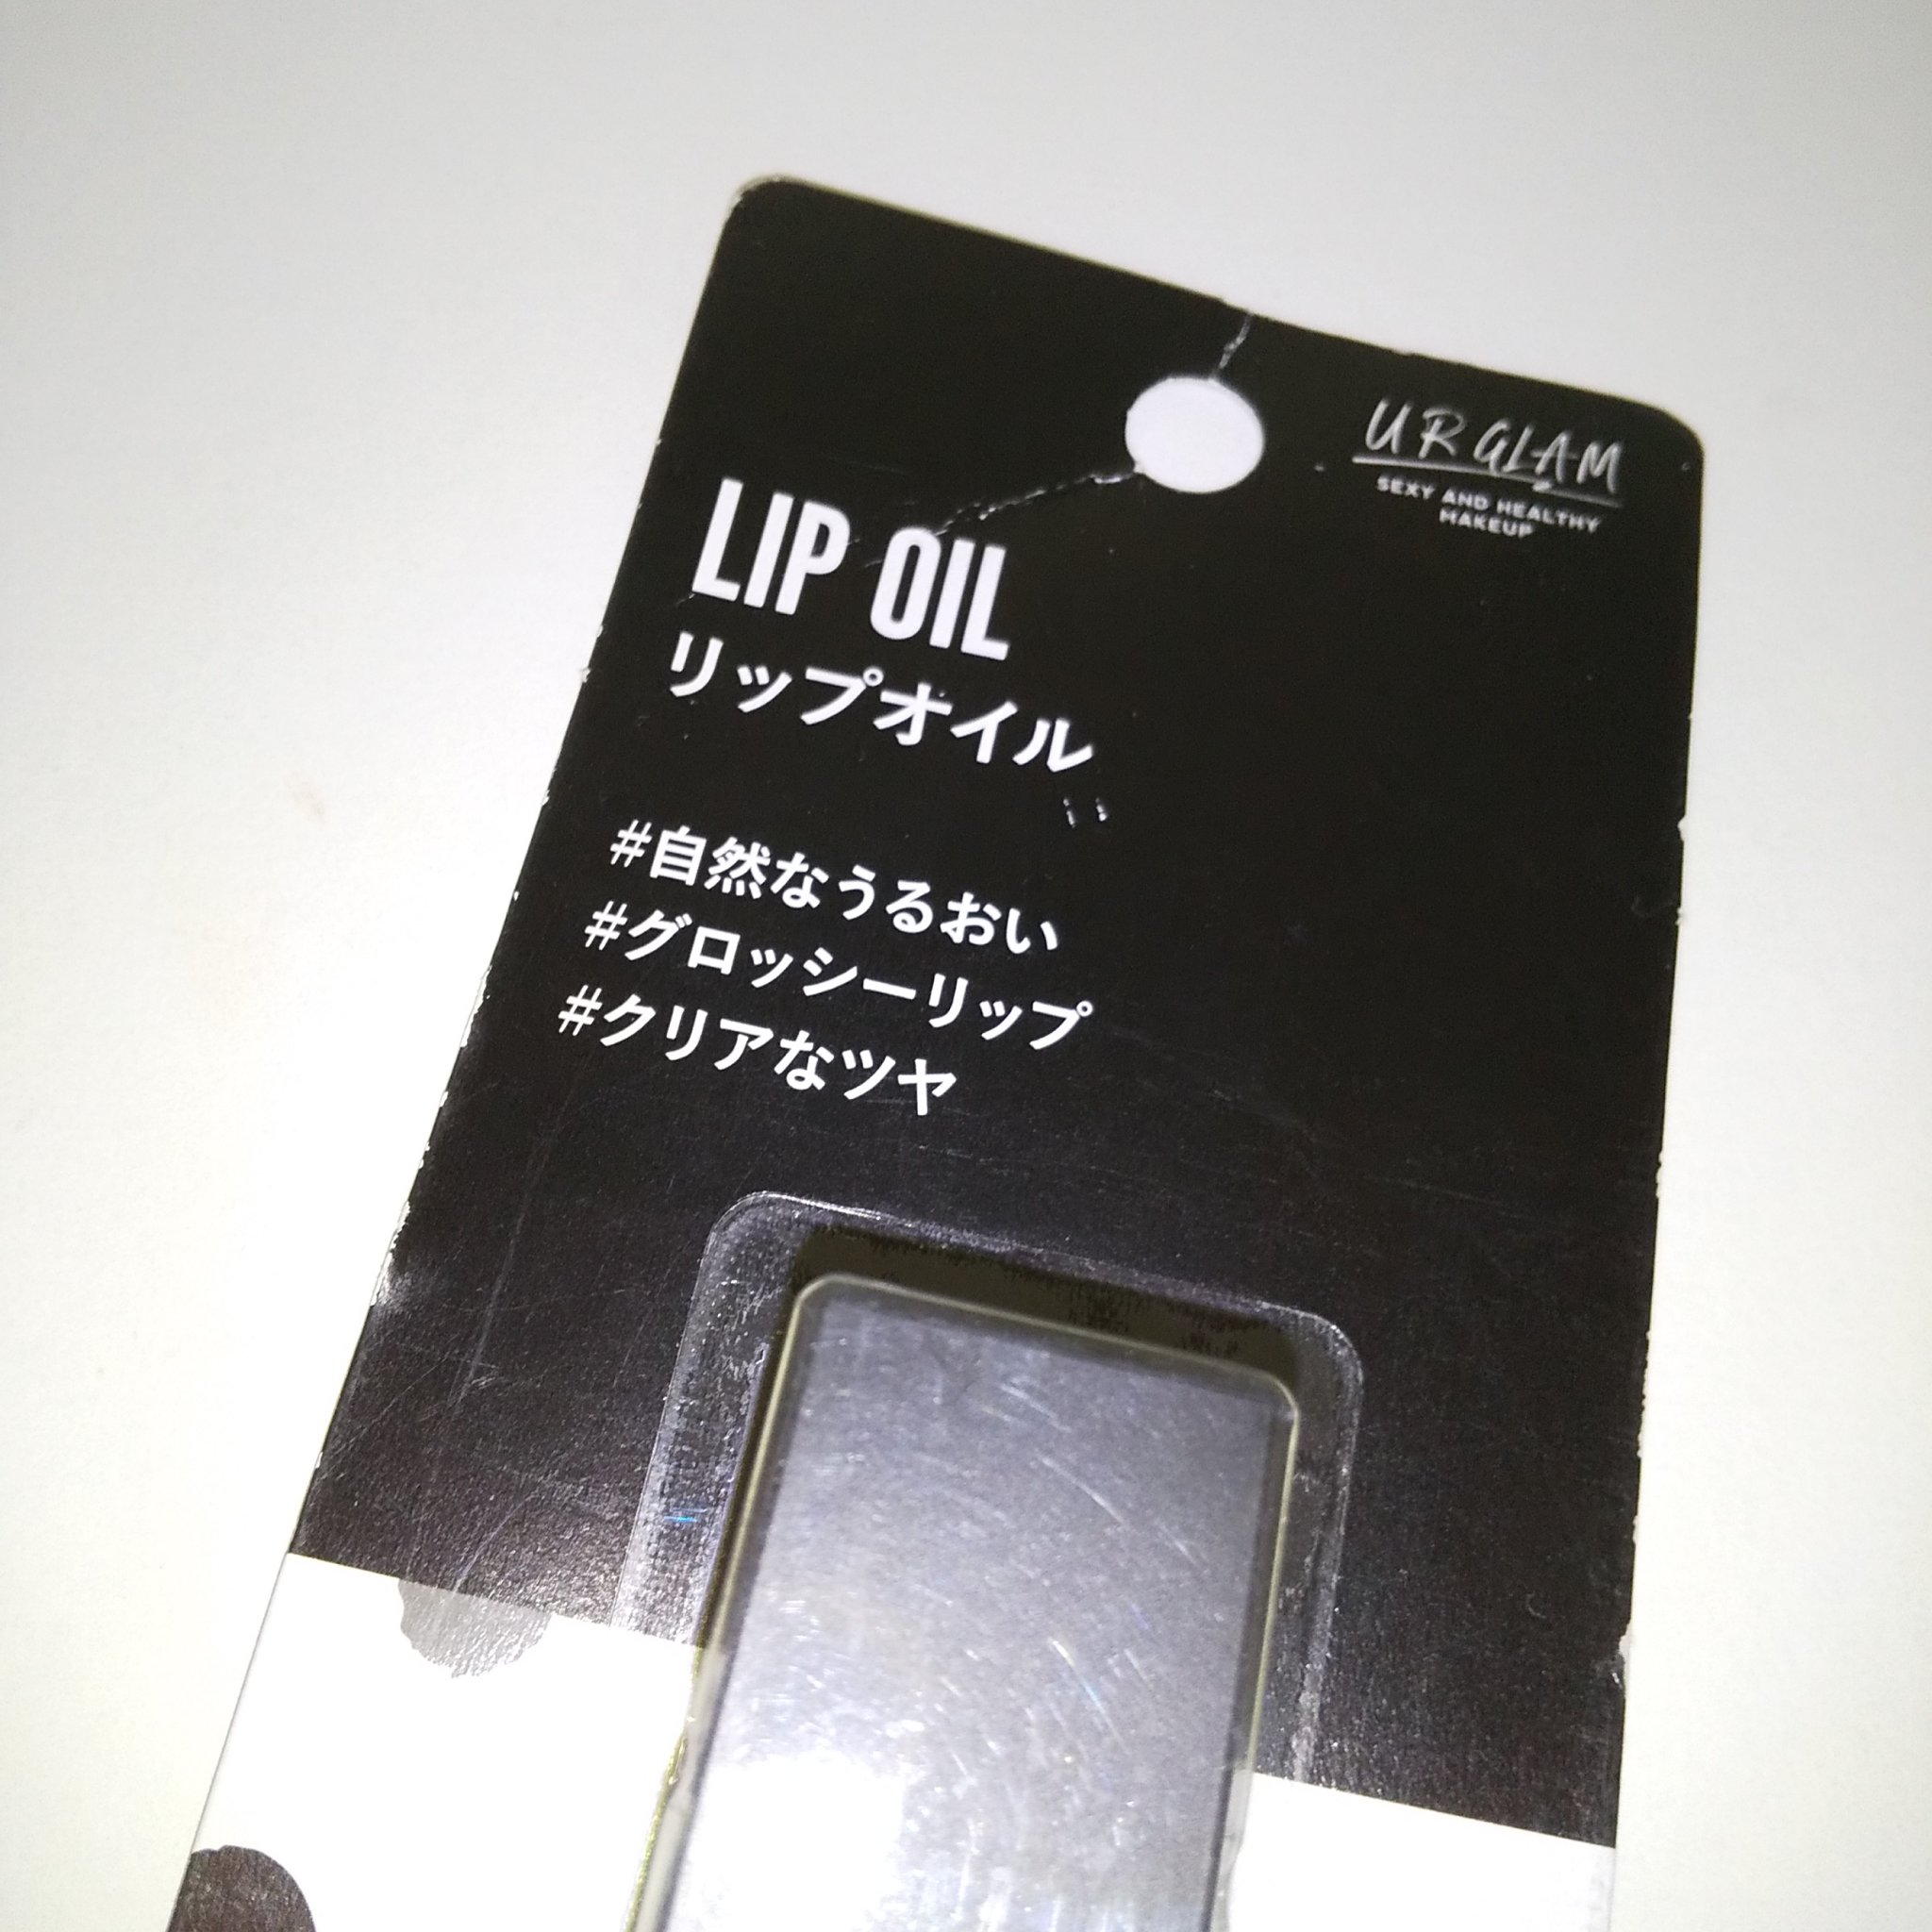 UR GLAM
SEXY AND HEALTHY
MAKEUP
LIP OIL
リップオイル
#自然なうるおい
#グロッシーリップ
#クリアなツヤ